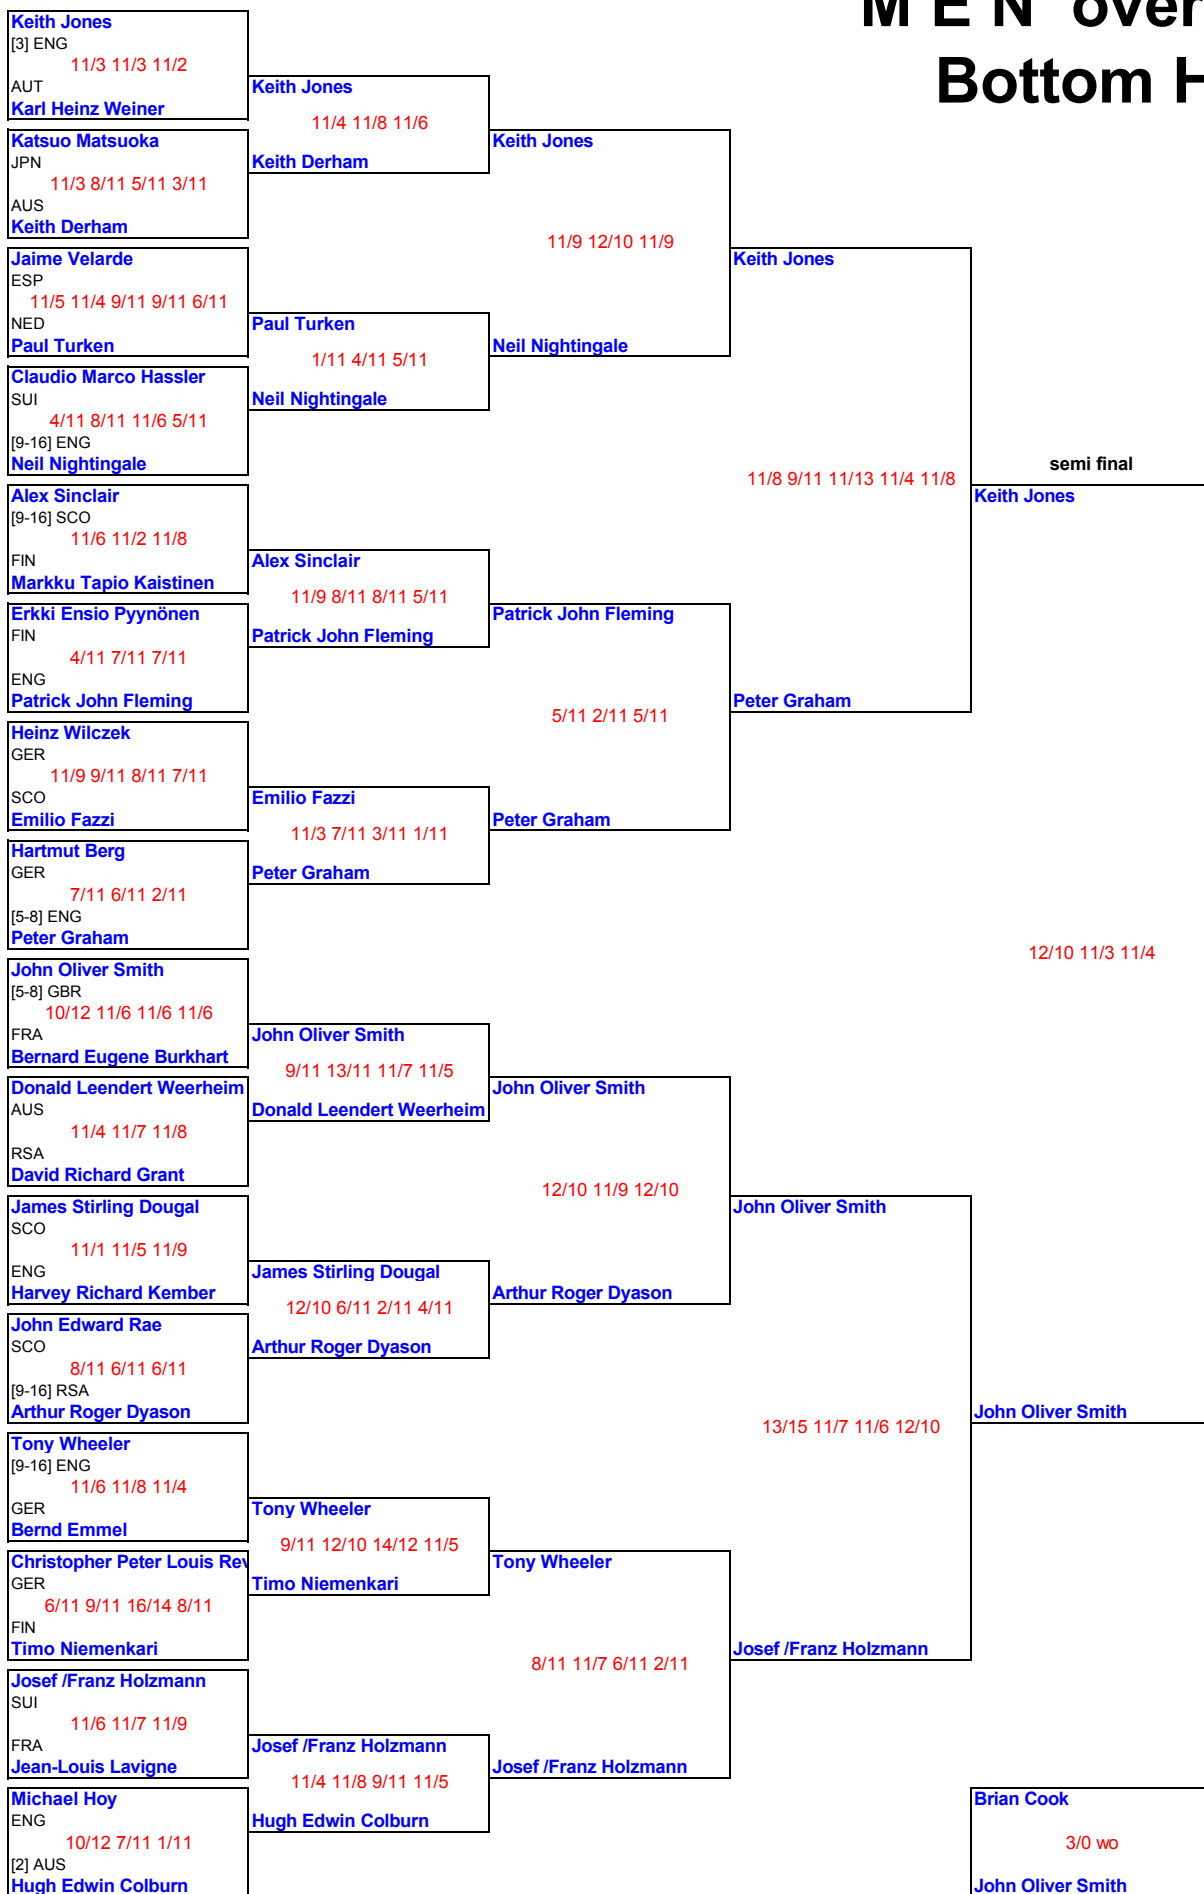 M E N over
Bottom H
Keith Jones
[3] ENG
11/3 11/3 11/2
AUT
Karl Heinz Weiner
Katsuo Matsuoka
JPN
11/3 8/11 5/11 3/11
AUS
Keith Derham
Jaime Velarde
ESP
11/5 11/4 9/11 9/11 6/11
NED
Paul Turken
Claudio Marco Hassler
SUI
4/11 8/11 11/6 5/11
[9-16] ENG
Neil Nightingale
Alex Sinclair
[9-16] SCO
11/6 11/2 11/8
FIN
Markku Tapio Kaistinen
Erkki Ensio Pyynönen
FIN
4/11 7/11 7/11
ENG
Patrick John Fleming
Heinz Wilczek
GER
11/9 9/11 8/11 7/11
SCO
Emilio Fazzi
Hartmut Berg
GER
7/11 6/11 2/11
[5-8] ENG
Peter Graham
John Oliver Smith
[5-8] GBR
10/12 11/6 11/6 11/6
FRA
Bernard Eugene Burkhart
Donald Leendert Weerheim
AUS
11/4 11/7 11/8
RSA
David Richard Grant
James Stirling Dougal
SCO
11/1 11/5 11/9
ENG
Harvey Richard Kember
John Edward Rae
SCO
8/11 6/11 6/11
[9-16] RSA
Arthur Roger Dyason
Tony Wheeler
[9-16] ENG
11/6 11/8 11/4
GER
Bernd Emmel
Christopher Peter Louis Rev
GER
6/11 9/11 16/14 8/11
FIN
Timo Niemenkari
Josef /Franz Holzmann
SUI
11/6 11/7 11/9
FRA
Jean-Louis Lavigne
Michael Hoy
ENG
10/12 7/11 1/11
[2] AUS
Hugh Edwin Colburn
Keith Jones
11/4 11/8 11/6
Keith Derham
Paul Turken
1/11 4/11 5/11
Neil Nightingale
Alex Sinclair
11/9 8/11 8/11 5/11
Patrick John Fleming
Emilio Fazzi
11/3 7/11 3/11 1/11
Peter Graham
John Oliver Smith
9/11 13/11 11/7 11/5
Donald Leendert Weerheim
James Stirling Dougal
12/10 6/11 2/11 4/11
Arthur Roger Dyason
Tony Wheeler
9/11 12/10 14/12 11/5
Timo Niemenkari
Josef /Franz Holzmann
11/4 11/8 9/11 11/5
Hugh Edwin Colburn
Keith Jones
11/9 12/10 11/9
Neil Nightingale
Patrick John Fleming
5/11 2/11 5/11
Peter Graham
John Oliver Smith
12/10 11/9 12/10
Arthur Roger Dyason
Tony Wheeler
8/11 11/7 6/11 2/11
Josef /Franz Holzmann
Keith Jones
11/8 9/11 11/13 11/4 11/8
Peter Graham
John Oliver Smith
13/15 11/7 11/6 12/10
Josef /Franz Holzmann
semi final
Keith Jones
12/10 11/3 11/4
John Oliver Smith
Brian Cook
3/0 wo
John Oliver Smith